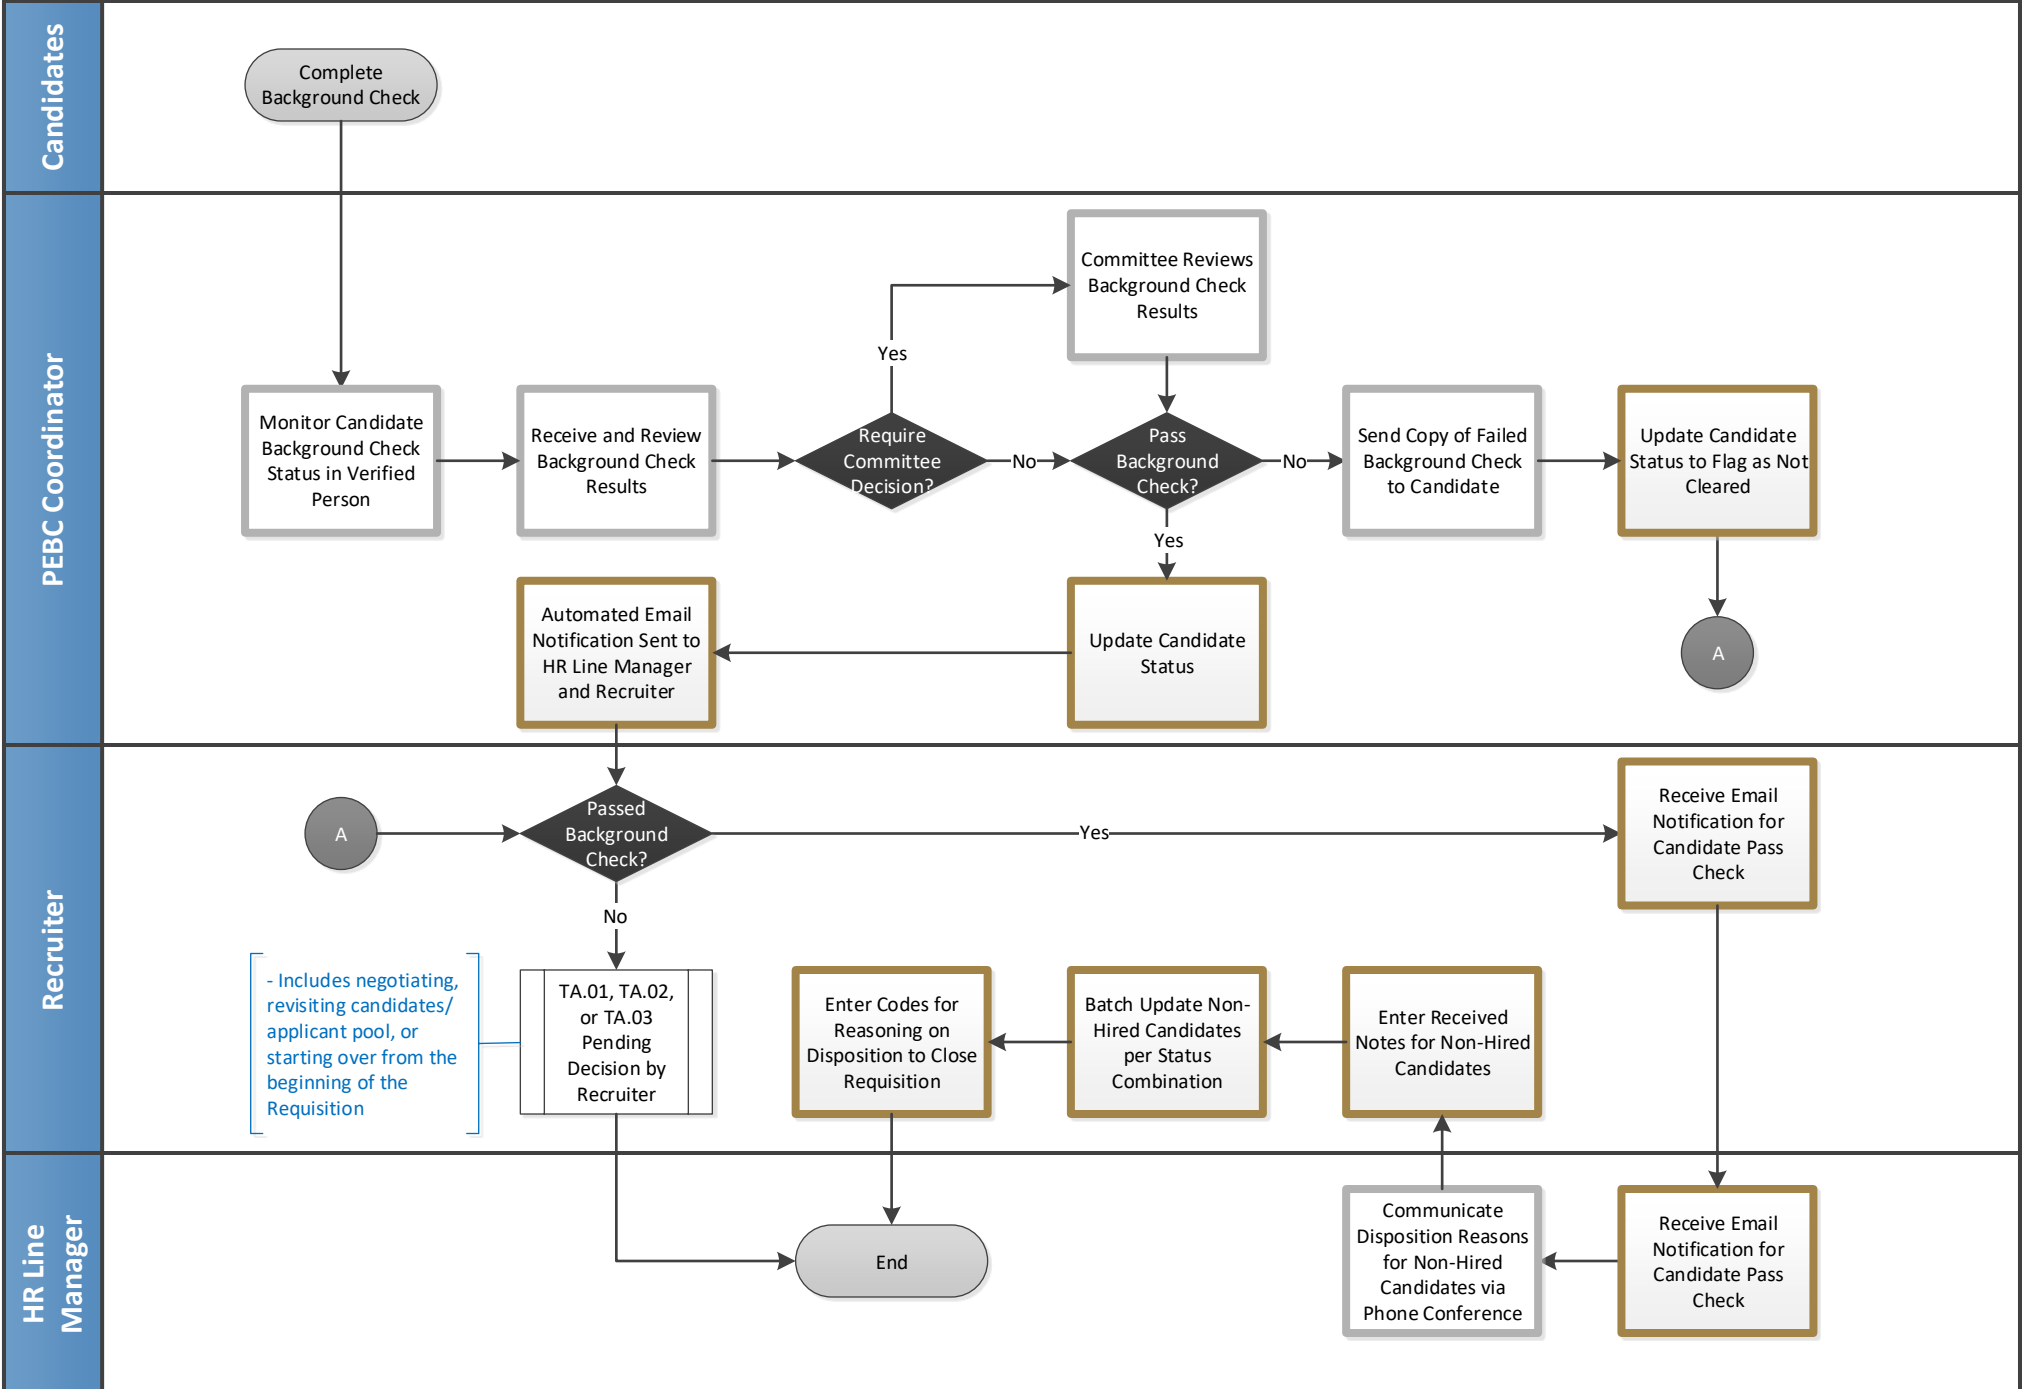 Candidates
Complete
Background Check
PEBC Coordinator
Committee Reviews
Background Check
Results
Yes
Monitor Candidate
Background Check
Status in Verified
Person
Receive and Review
Background Check
Results
Require
Committee
Decision?
No
Pass
Background
Check?
No
Send Copy of Failed
Background Check
to Candidate
Update Candidate
Status to Flag as Not
Cleared
Yes
Automated Email
Notification Sent to
HR Line Manager
and Recruiter
Update Candidate
Status
A
Recruiter
A
Passed
Background
Check?
Yes
Receive Email
Notification for
Candidate Pass
Check
No
- Includes negotiating,
revisiting candidates/
applicant pool, or
starting over from the
beginning of the
Requisition
TA.01, TA.02,
or TA.03
Pending
Decision by
Recruiter
Enter Codes for
Reasoning on
Disposition to Close
Requisition
Batch Update Non-
Hired Candidates
per Status
Combination
Enter Received
Notes for Non-Hired
Candidates
HR Line
Manager
End
Communicate
Disposition Reasons
for Non-Hired
Candidates via
Phone Conference
Receive Email
Notification for
Candidate Pass
Check